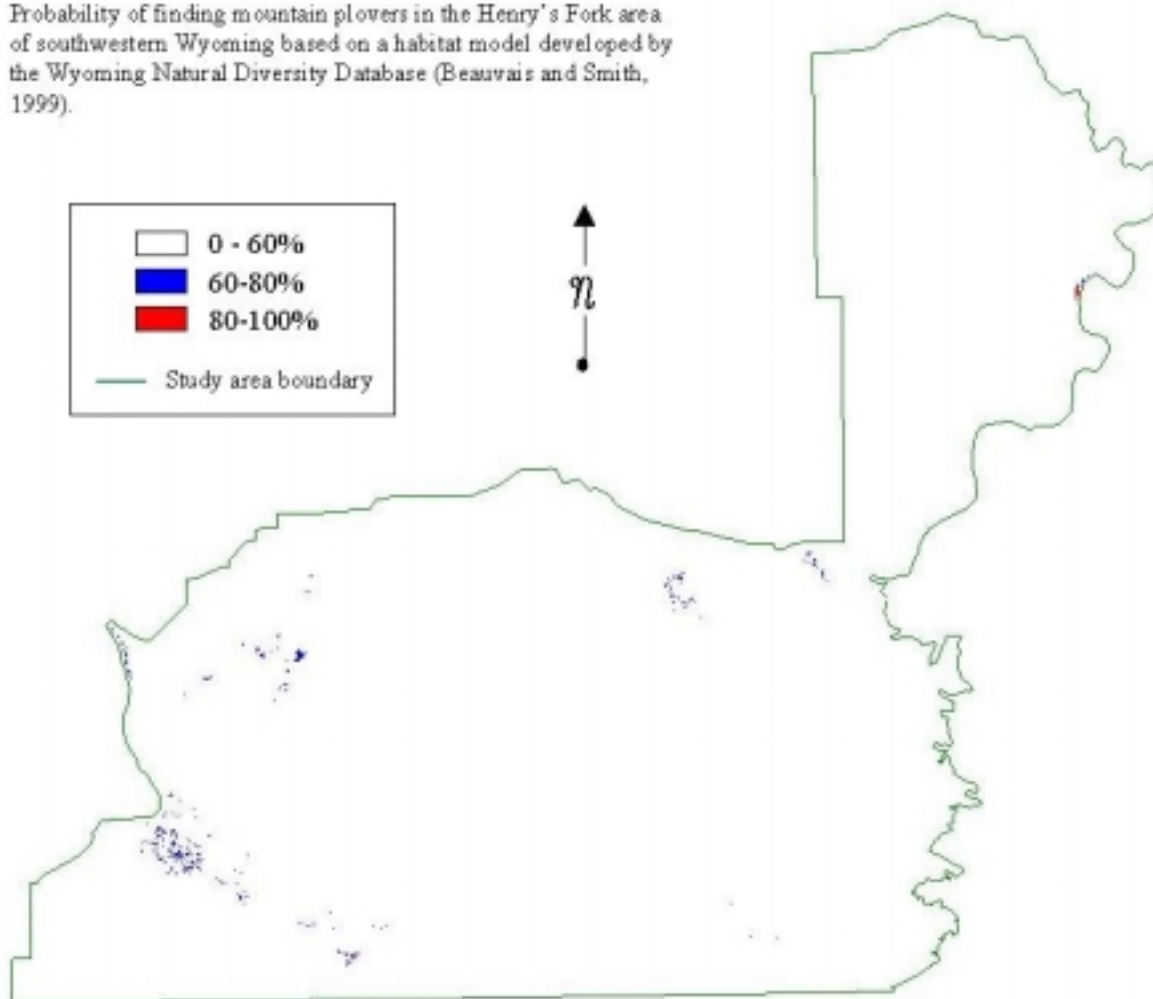 Probability of finding mountain plovers in the Henry's Fork area
of southwestern Wyoming based on a habitat model developed by
the Wyoming Natural Diversity Database (Beauvais and Smith,
1999).
0 - 60%
60-80%
80-100%
Study area boundary
n